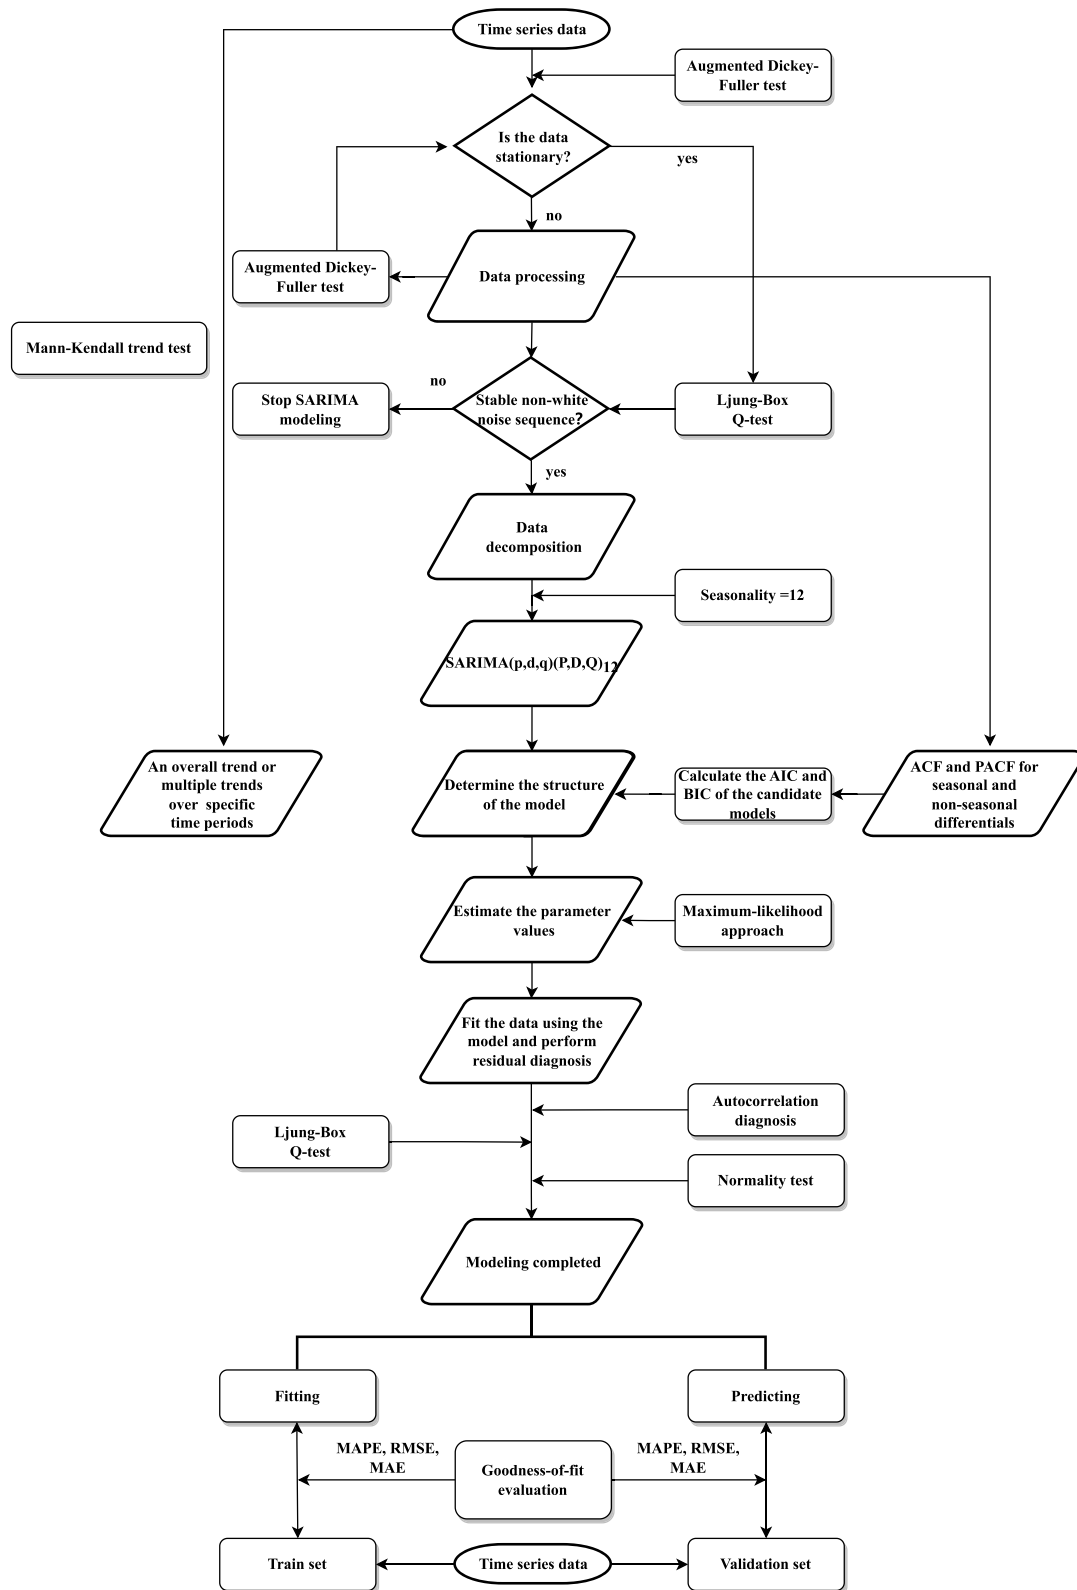 Time series data
Augmented Dickey-
Fuller test
Is the data
stationary?
yes
no
Augmented Dickey-
Fuller test
Data processing
Mann-Kendall trend test
no
Stop SARIMA
modeling
Stable non-white
noise sequence?
Ljung-Box
Q-test
yes
Data
decomposition
Seasonality =12
SARIMA(p,d,q)(P,D,Q)12
An overall trend or
multiple trends
over specific
time periods
Determine the structure
of the model
Calculate the AIC and
BIC of the candidate
models
ACF and PACF for
seasonal and
non-seasonal
differentials
Estimate the parameter
values
Maximum-likelihood
approach
Fit the data using the
model and perform
residual diagnosis
Autocorrelation
diagnosis
Ljung-Box
Q-test
Normality test
Modeling completed
Fitting
Predicting
MAPE, RMSE,
MAE
Goodness-of-fit
evaluation
MAPE, RMSE,
MAE
Train set
Time series data
Validation set